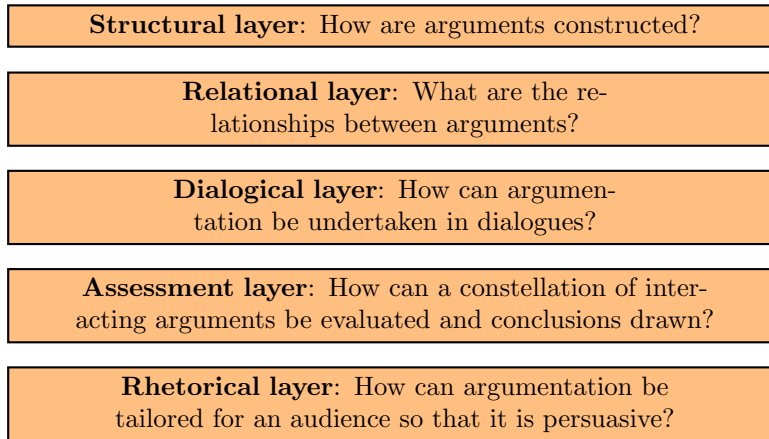 Structural layer: How are arguments constructed?
Relational layer: What are the re-
lationships between arguments?
Dialogical layer: How can argumen-
tation be undertaken in dialogues?
Assessment layer: How can a constellation of inter-
acting arguments be evaluated and conclusions drawn?
Rhetorical layer: How can argumentation be
tailored for an audience so that it is persuasive?